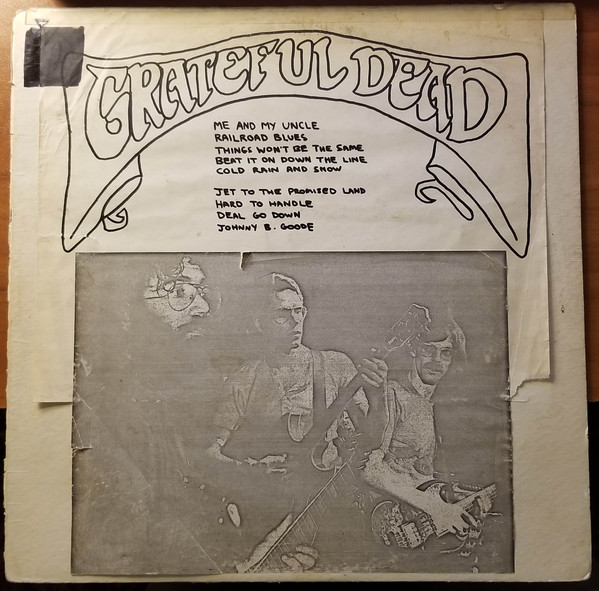 GRATEFUL DEAD
ME AND MY UNCLE
RAILROAD BLUES
THINGS WON'T BE THE SAME
BEAT IT ON DOWN THE LINE
COLD RAIN AND SNOW
JET TO THE PROMISED LAND
HARD TO HANDLE
DEAL GO DOWN
JOHNNY B. GOODE